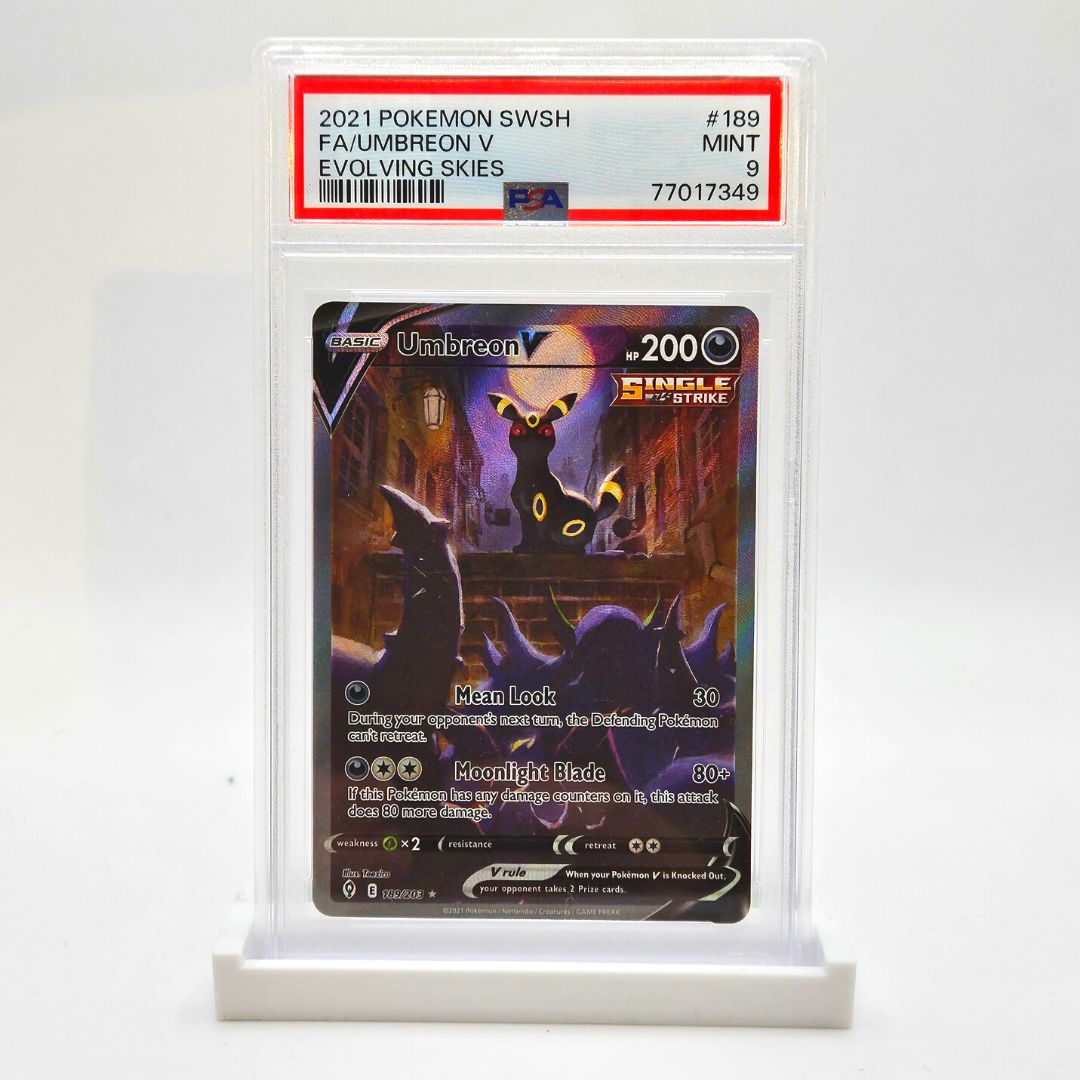 2021 POKEMON SWSH #189
FA/UMBREON V MINT
EVOLVING SKIES 9
PSA 77017349
BASIC Umbreon V HP 200
SINGLE
STRIKE
Mean Look 30
During your opponent's next turn, the Defending Pokémon
can't retreat.
Moonlight Blade 80+
If this Pokémon has any damage counters on it, this attack
does 80 more damage.
weakness ×2 resistance retreat
Illus. Teeziro
V rule When your Pokémon V is Knocked Out,
your opponent takes 2 Prize cards.
E 189/203
©2021 Pokémon / Nintendo / Creatures / GAME FREAK